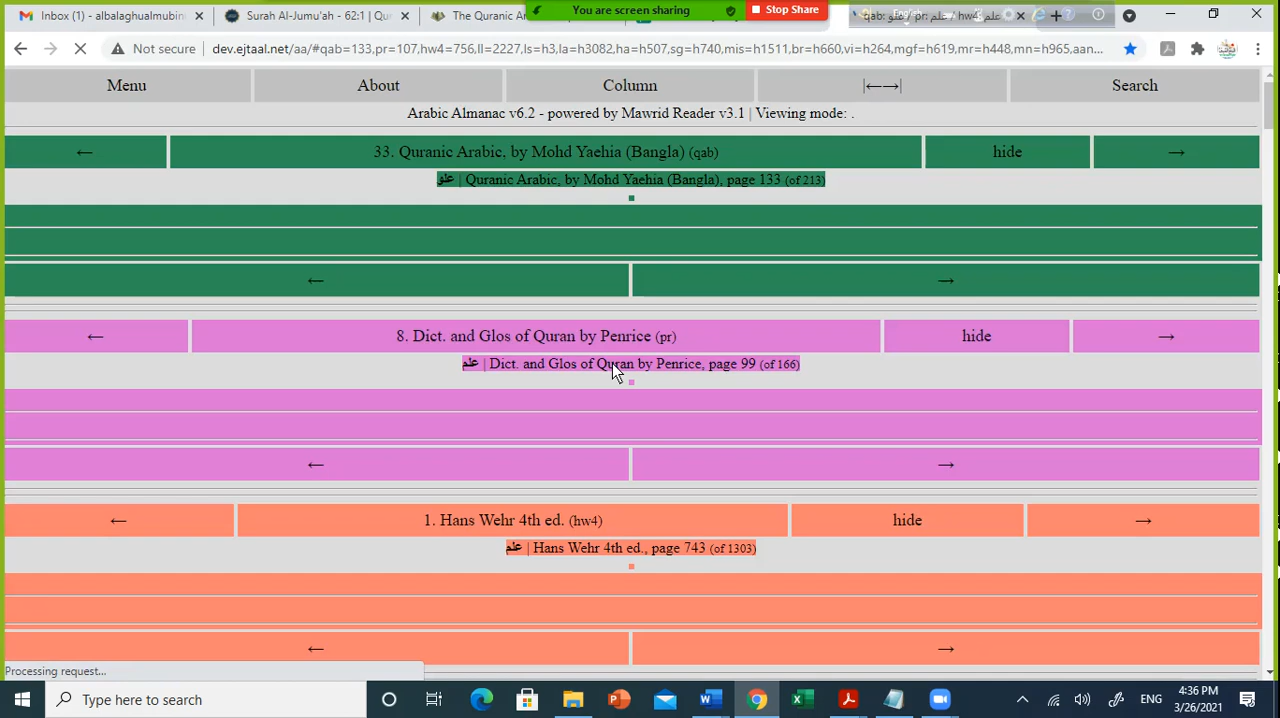 Inbox (1) - albalaghualmubin
Surah Al-Jumu'ah - 62:1 | Qu
The Quranic Ar
You are screen sharing
Stop Share
qab: علو / pr: علم / hw4: علم
Not secure
dev.ejtaal.net/aa/#qab=133,pr=107,hw4=756,ll=2227,ls=h3,la=h3082,ha=h507,sg=h740,mis=h1511,br=h660,vi=h264,mgf=h619,mr=h448,mn=h965,aan...
Menu
About
Column
|←→|
Search
Arabic Almanac v6.2 - powered by Mawrid Reader v3.1 | Viewing mode: .
←
33. Quranic Arabic, by Mohd Yaehia (Bangla) (qab)
hide
→
علو | Quranic Arabic, by Mohd Yaehia (Bangla), page 133 (of 213)
←
→
←
8. Dict. and Glos of Quran by Penrice (pr)
hide
→
علم | Dict. and Glos of Quran by Penrice, page 99 (of 166)
←
→
←
1. Hans Wehr 4th ed. (hw4)
hide
→
علم | Hans Wehr 4th ed., page 743 (of 1303)
←
→
Processing request...
Type here to search
ENG
4:36 PM
3/26/2021